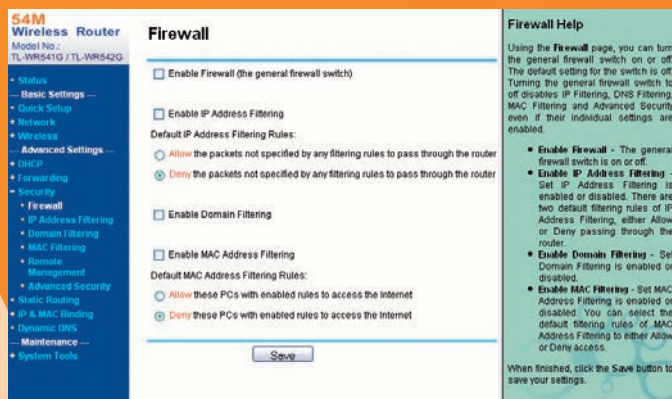 54M
Wireless Router
Model No.:
TL-WR541G / TL-WR542G
• Status
--- Basic Settings ---
• Quick Setup
+ Network
+ Wireless
--- Advanced Settings ---
+ DHCP
+ Forwarding
- Security
• Firewall
• IP Address Filtering
• Domain Filtering
• MAC Filtering
• Remote
Management
• Advanced Security
• Static Routing
+ IP & MAC Binding
• Dynamic DNS
--- Maintenance ---
+ System Tools
Firewall
Enable Firewall (the general firewall switch)
Enable IP Address Filtering
Default IP Address Filtering Rules:
Allow the packets not specified by any filtering rules to pass through the router
Deny the packets not specified by any filtering rules to pass through the router
Enable Domain Filtering
Enable MAC Address Filtering
Default MAC Address Filtering Rules:
Allow these PCs with enabled rules to access the Internet
Deny these PCs with enabled rules to access the Internet
Save
Firewall Help
Using the Firewall page, you can turn
the general firewall switch on or off.
The default setting for the switch is off.
Turning the general firewall switch to
off disables IP Filtering, DNS Filtering,
MAC Filtering and Advanced Security
even if their individual settings are
enabled.
• Enable Firewall - The general
firewall switch is on or off.
• Enable IP Address Filtering -
Set IP Address Filtering is
enabled or disabled. There are
two default filtering rules of IP
Address Filtering, either Allow
or Deny passing through the
router.
• Enable Domain Filtering - Set
Domain Filtering is enabled or
disabled.
• Enable MAC Filtering - Set MAC
Address Filtering is enabled or
disabled. You can select the
default filtering rules of MAC
Address Filtering to either Allow
or Deny access.
When finished, click the Save button to
save your settings.